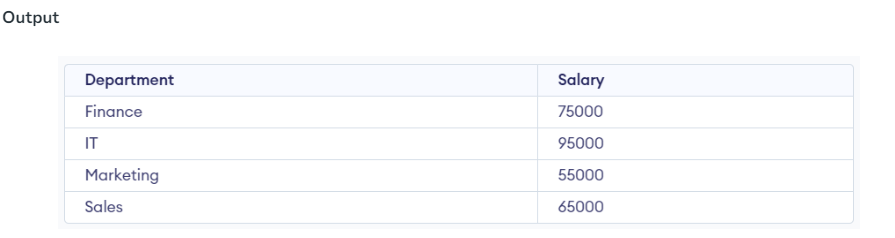 Output
Department Salary
Finance 75000
IT 95000
Marketing 55000
Sales 65000